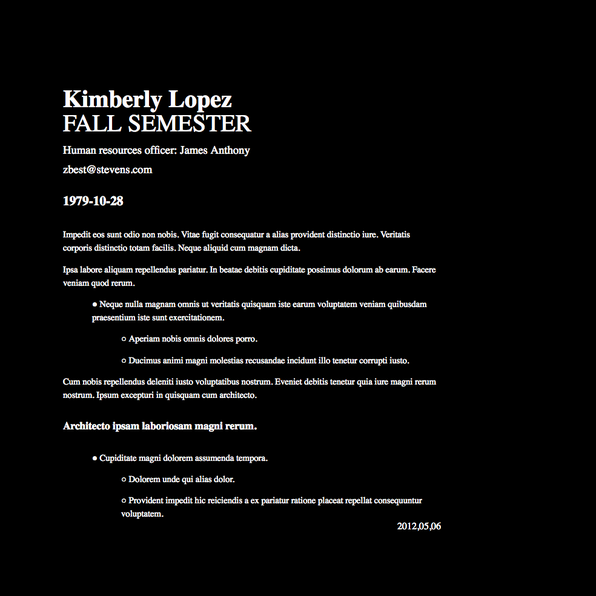 Kimberly Lopez
FALL SEMESTER
Human resources officer: James Anthony
zbest@stevens.com
1979-10-28
Impedit eos sunt odio non nobis. Vitae fugit consequatur a alias provident distinctio iure. Veritatis
corporis distinctio totam facilis. Neque aliquid cum magnam dicta.
Ipsa labore aliquam repellendus pariatur. In beatae debitis cupiditate possimus dolorum ab earum. Facere
veniam quod rerum.
● Neque nulla magnam omnis ut veritatis quisquam iste earum voluptatem veniam quibusdam
praesentium iste sunt exercitationem.
○ Aperiam nobis omnis dolores porro.
○ Ducimus animi magni molestias recusandae incidunt illo tenetur corrupti iusto.
Cum nobis repellendus deleniti iusto voluptatibus nostrum. Eveniet debitis tenetur quia iure magni rerum
nostrum. Ipsum excepturi in quisquam cum architecto.
Architecto ipsam laboriosam magni rerum.
● Cupiditate magni dolorem assumenda tempora.
○ Dolorem unde qui alias dolor.
○ Provident impedit hic reiciendis a ex pariatur ratione placeat repellat consequuntur
voluptatem.
2012,05,06